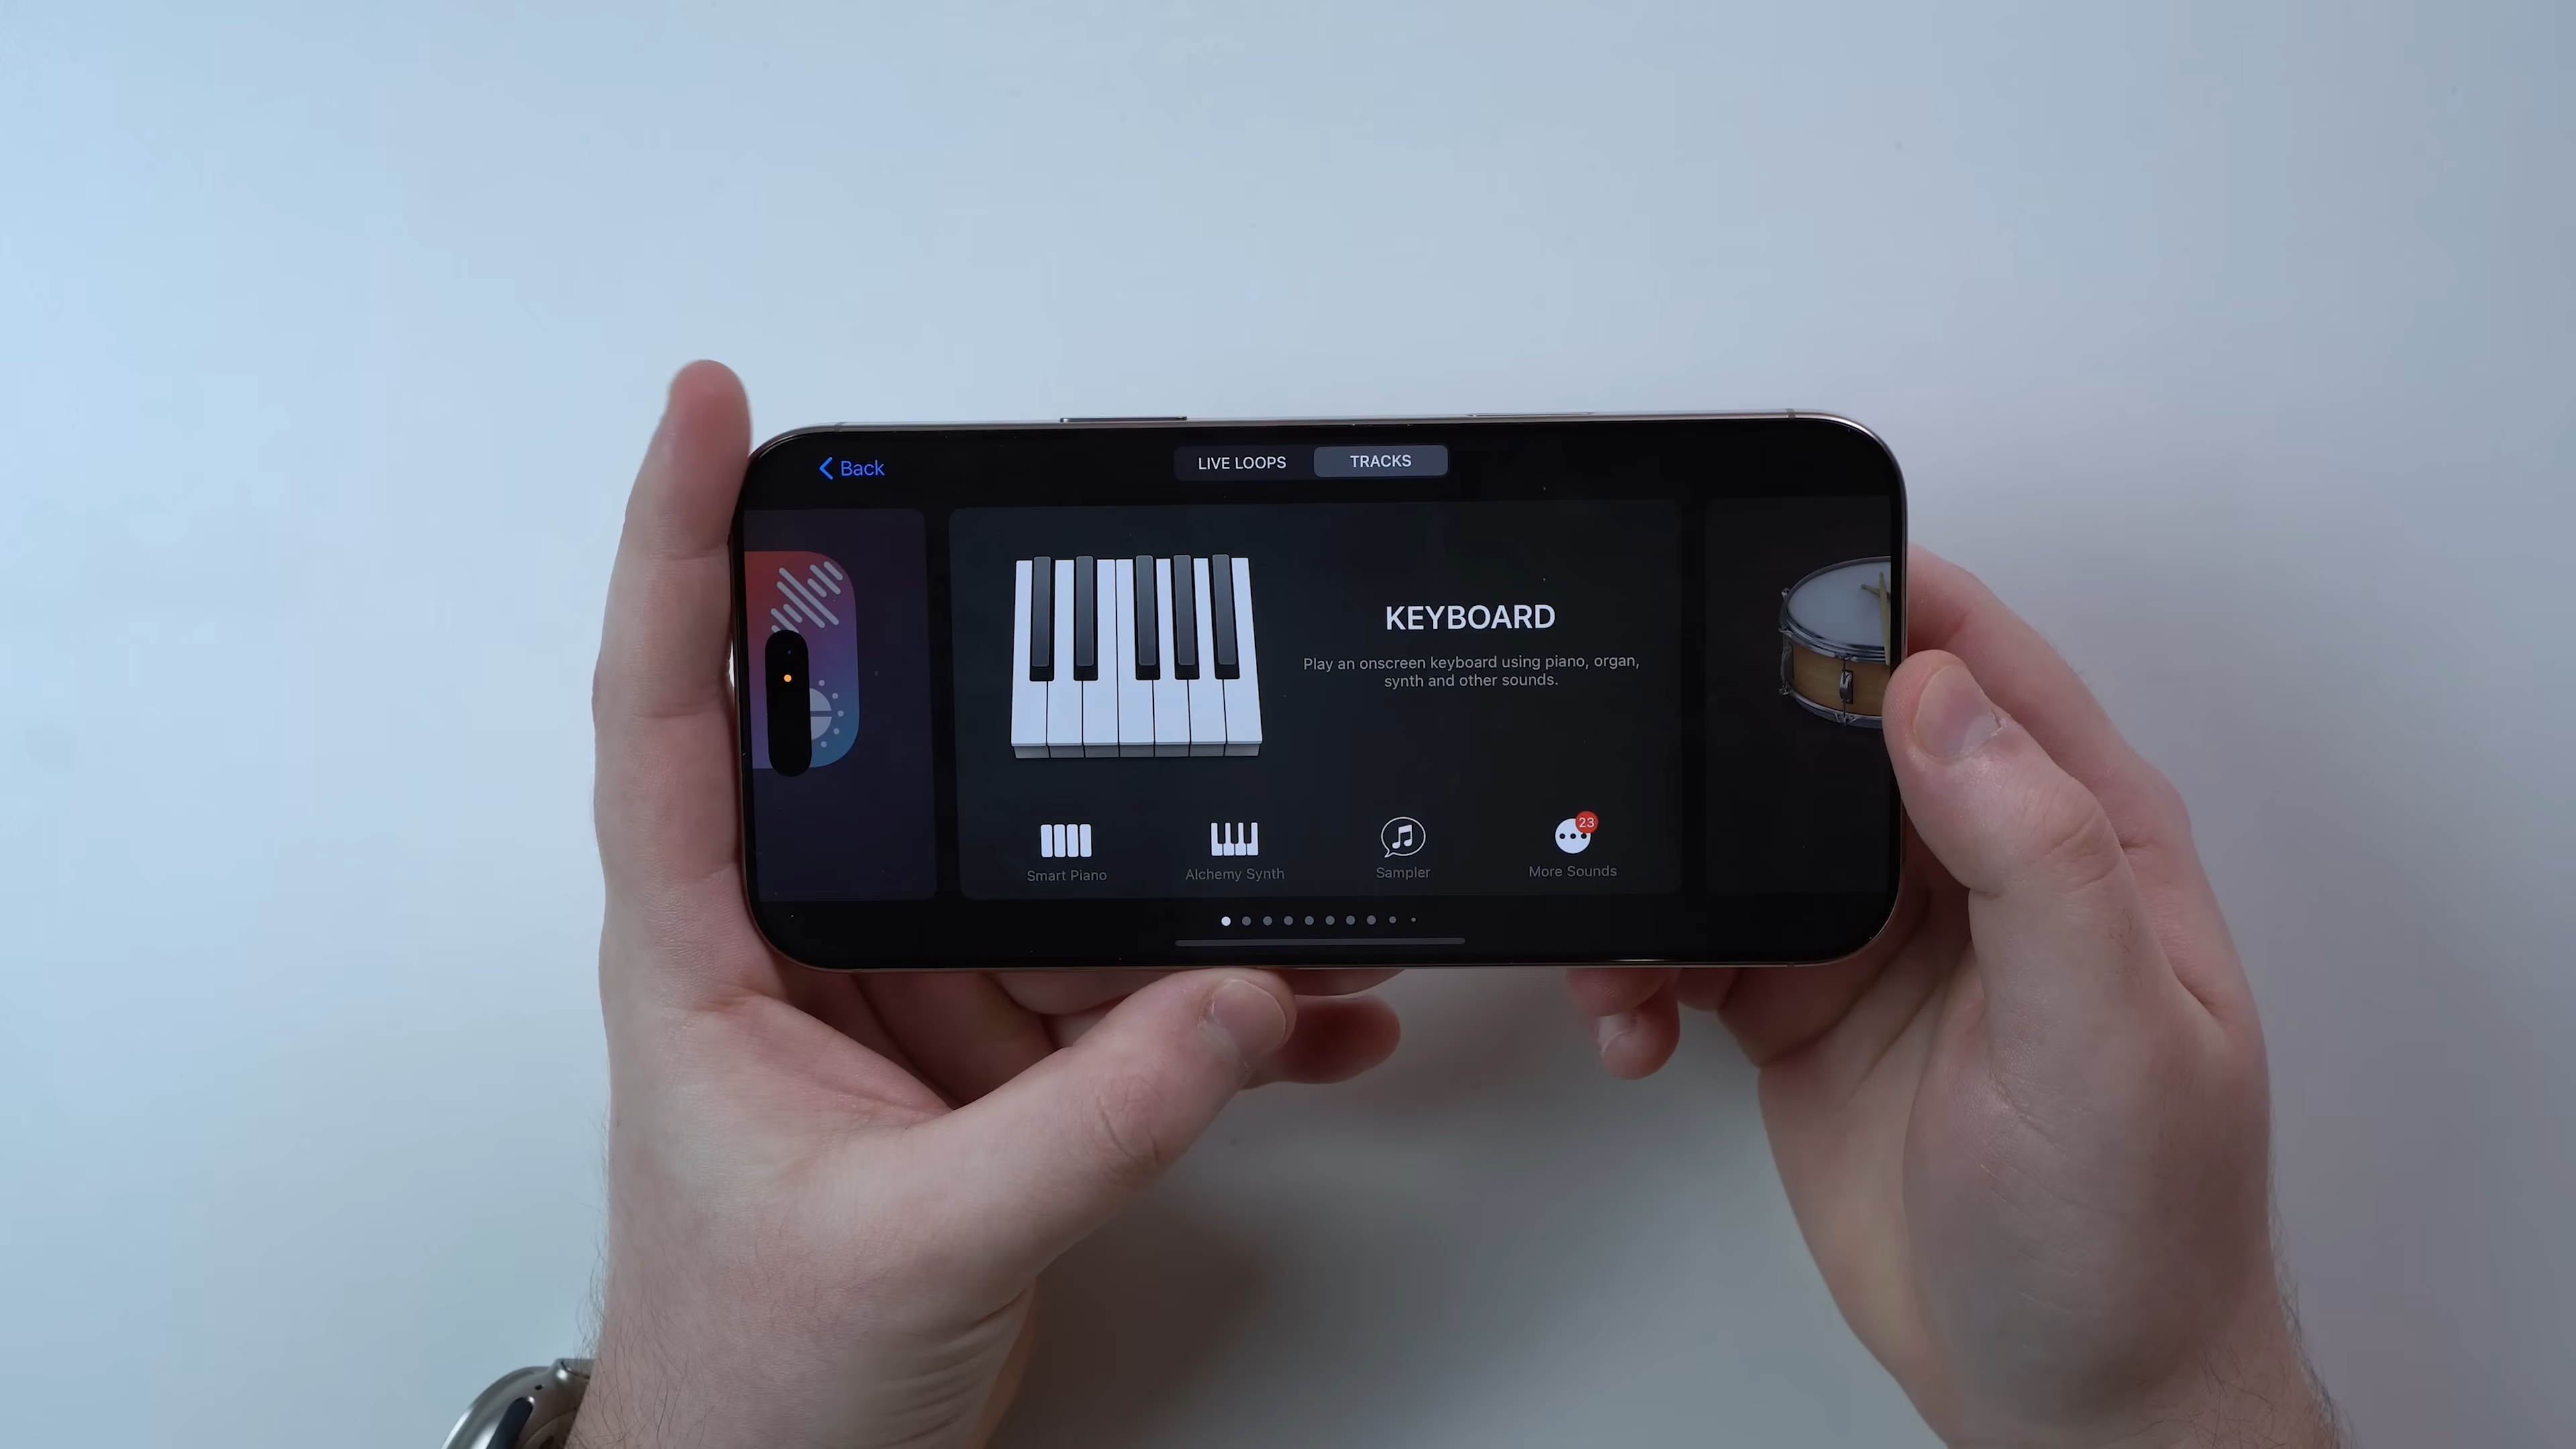 Back
LIVE LOOPS
TRACKS
KEYBOARD
Play an onscreen keyboard using piano, organ,
synth and other sounds.
Smart Piano
Alchemy Synth
Sampler
23
More Sounds